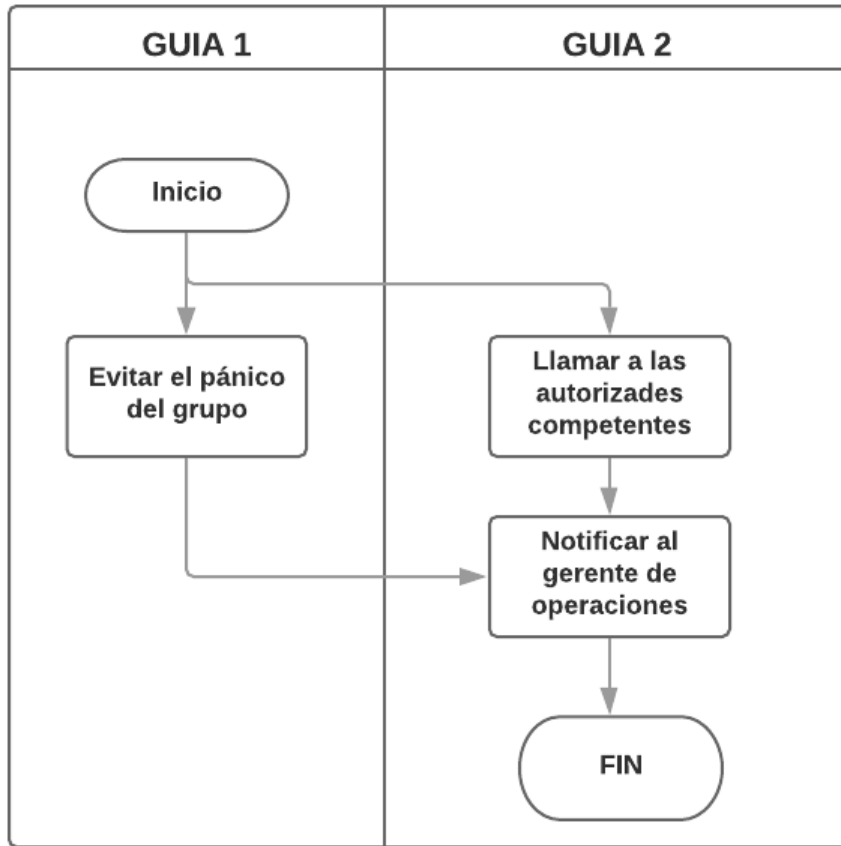 GUIA 1
GUIA 2
Inicio
Evitar el pánico
del grupo
Llamar a las
autorizades
competentes
Notificar al
gerente de
operaciones
FIN